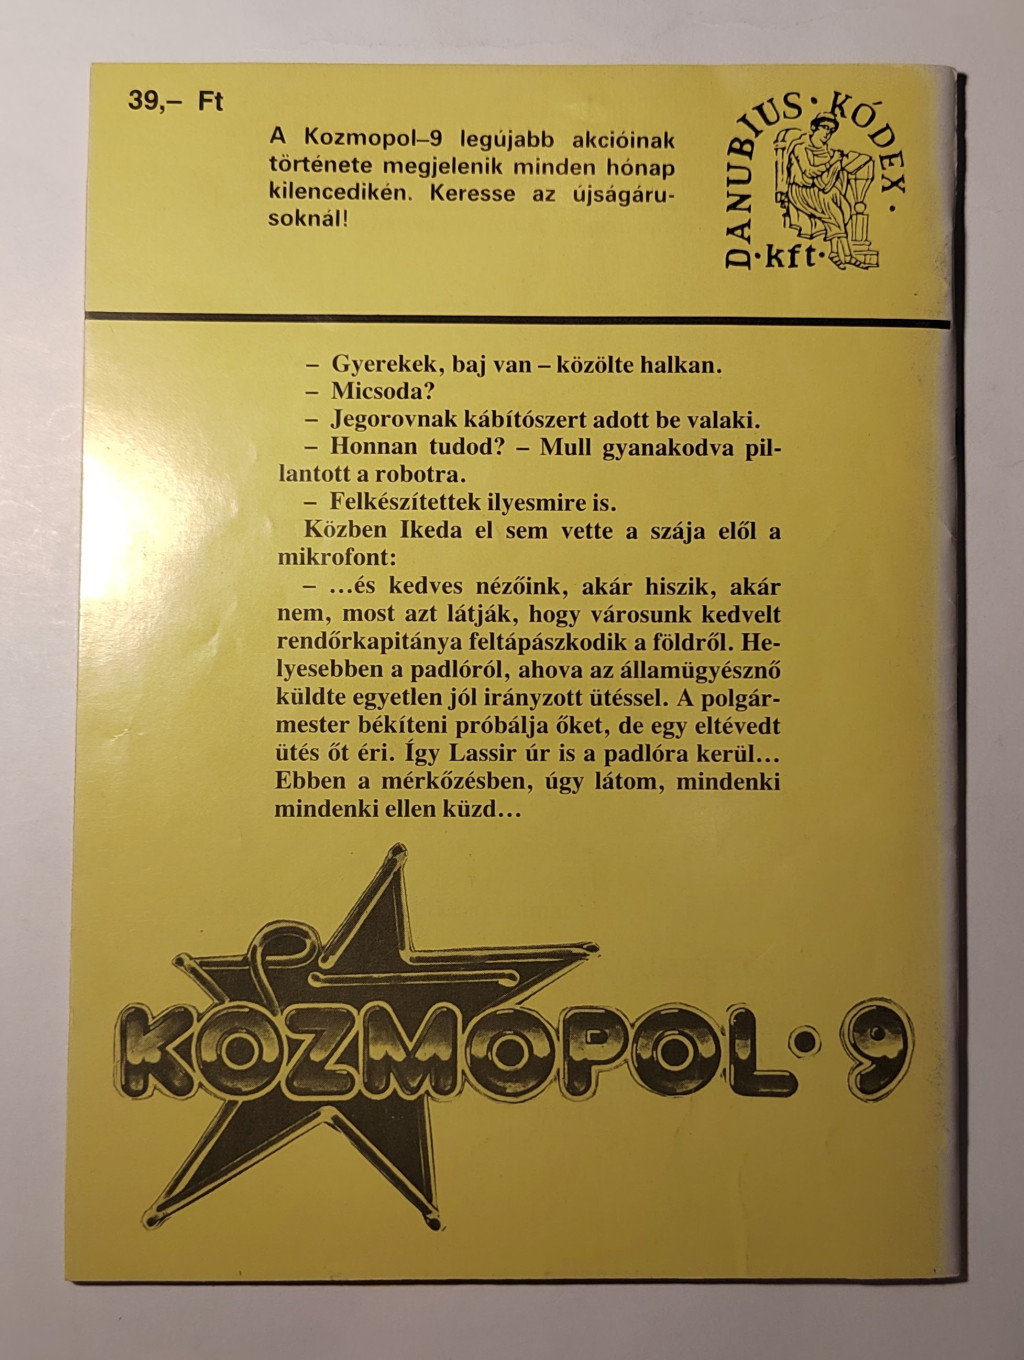 39,– Ft
A Kozmopol–9 legújabb akcióinak
története megjelenik minden hónap
kilencedikén. Keresse az újságáru-
soknál!
DANUBIUS · KÓDEX ·
· kft ·
– Gyerekek, baj van – közölte halkan.
– Micsoda?
– Jegorovnak kábítószert adott be valaki.
– Honnan tudod? – Mull gyanakodva pil-
lantott a robotra.
– Felkészítettek ilyesmire is.
Közben Ikeda el sem vette a szája elől a
mikrofont:
– …és kedves nézőink, akár hiszik, akár
nem, most azt látják, hogy városunk kedvelt
rendőrkapitánya feltápászkodik a földről. He-
lyesebben a padlóról, ahova az államügyésznő
küldte egyetlen jól irányzott ütéssel. A polgár-
mester békíteni próbálja őket, de egy eltévedt
ütés őt éri. Így Lassir úr is a padlóra kerül…
Ebben a mérkőzésben, úgy látom, mindenki
mindenki ellen küzd…
KOZMOPOL · 9